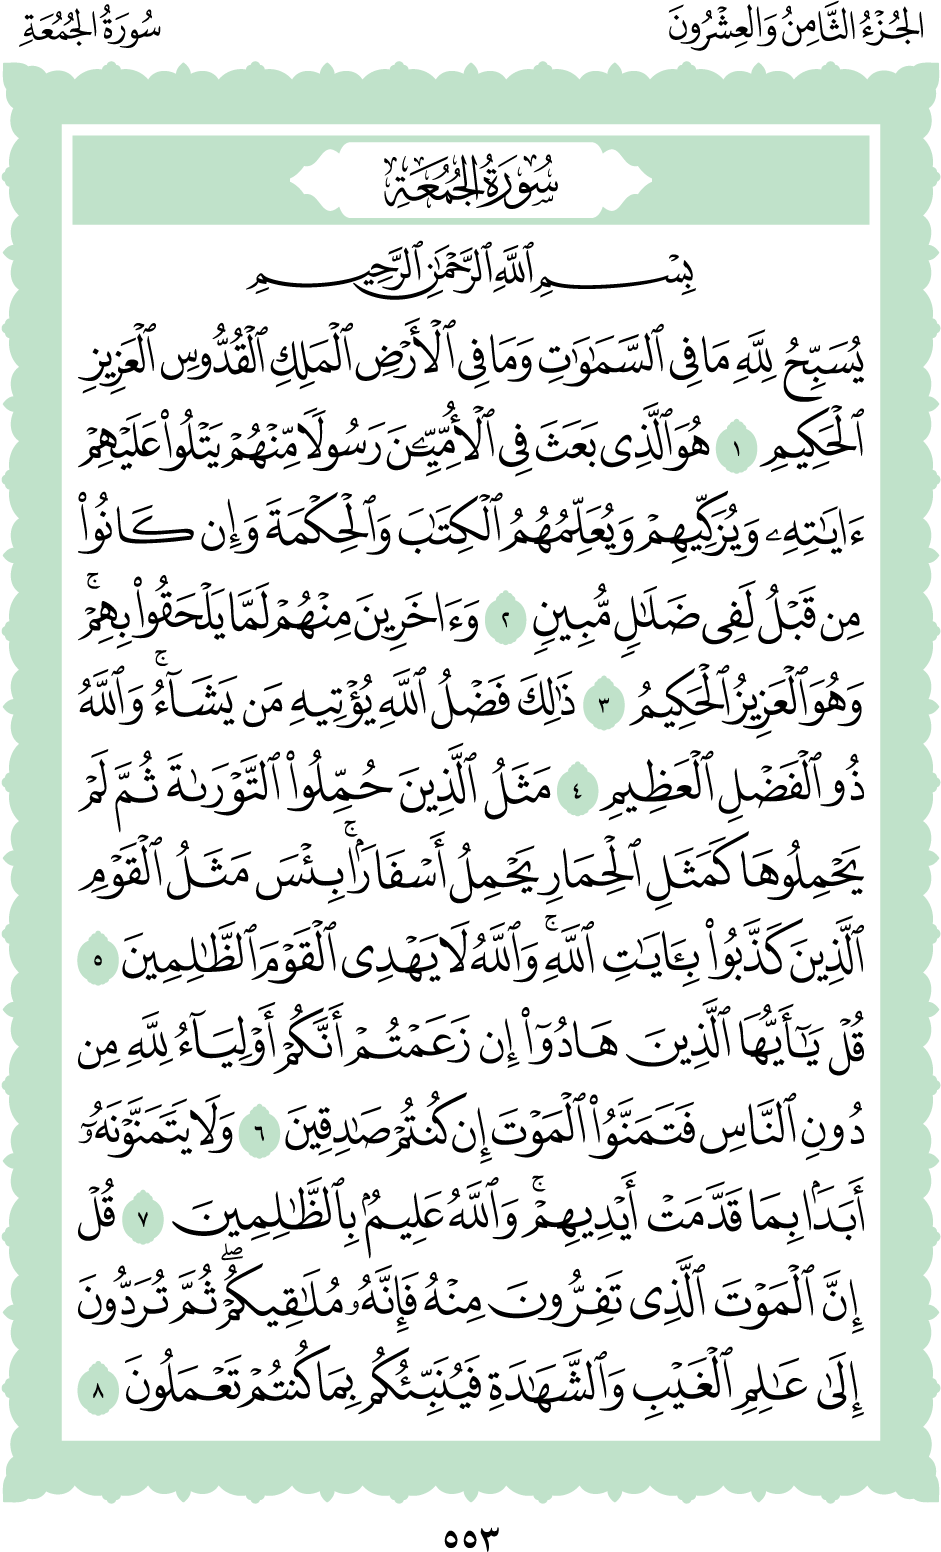 الجُزْءُ الثَّامِنُ وَالعِشْرُونَ
سُورَةُ الجُمُعَةِ
سُورَةُ الجُمُعَةِ
بِسْمِ ٱللَّهِ ٱلرَّحْمَٰنِ ٱلرَّحِيمِ
يُسَبِّحُ لِلَّهِ مَا فِى ٱلسَّمَٰوَٰتِ وَمَا فِى ٱلْأَرْضِ ٱلْمَلِكِ ٱلْقُدُّوسِ ٱلْعَزِيزِ
ٱلْحَكِيمِ ١ هُوَ ٱلَّذِى بَعَثَ فِى ٱلْأُمِّيِّـۧنَ رَسُولًا مِّنْهُمْ يَتْلُوا۟ عَلَيْهِمْ
ءَايَٰتِهِۦ وَيُزَكِّيهِمْ وَيُعَلِّمُهُمُ ٱلْكِتَٰبَ وَٱلْحِكْمَةَ وَإِن كَانُوا۟
مِن قَبْلُ لَفِى ضَلَٰلٍ مُّبِينٍ ٢ وَءَاخَرِينَ مِنْهُمْ لَمَّا يَلْحَقُوا۟ بِهِمْ ۚ
وَهُوَ ٱلْعَزِيزُ ٱلْحَكِيمُ ٣ ذَٰلِكَ فَضْلُ ٱللَّهِ يُؤْتِيهِ مَن يَشَآءُ ۚ وَٱللَّهُ
ذُو ٱلْفَضْلِ ٱلْعَظِيمِ ٤ مَثَلُ ٱلَّذِينَ حُمِّلُوا۟ ٱلتَّوْرَىٰةَ ثُمَّ لَمْ
يَحْمِلُوهَا كَمَثَلِ ٱلْحِمَارِ يَحْمِلُ أَسْفَارًۢا ۚ بِئْسَ مَثَلُ ٱلْقَوْمِ
ٱلَّذِينَ كَذَّبُوا۟ بِـَٔايَٰتِ ٱللَّهِ ۚ وَٱللَّهُ لَا يَهْدِى ٱلْقَوْمَ ٱلظَّٰلِمِينَ ٥
قُلْ يَٰٓأَيُّهَا ٱلَّذِينَ هَادُوٓا۟ إِن زَعَمْتُمْ أَنَّكُمْ أَوْلِيَآءُ لِلَّهِ مِن
دُونِ ٱلنَّاسِ فَتَمَنَّوُا۟ ٱلْمَوْتَ إِن كُنتُمْ صَٰدِقِينَ ٦ وَلَا يَتَمَنَّوْنَهُۥٓ
أَبَدًۢا بِمَا قَدَّمَتْ أَيْدِيهِمْ ۚ وَٱللَّهُ عَلِيمٌۢ بِٱلظَّٰلِمِينَ ٧ قُلْ
إِنَّ ٱلْمَوْتَ ٱلَّذِى تَفِرُّونَ مِنْهُ فَإِنَّهُۥ مُلَٰقِيكُمْ ۖ ثُمَّ تُرَدُّونَ
إِلَىٰ عَٰلِمِ ٱلْغَيْبِ وَٱلشَّهَٰدَةِ فَيُنَبِّئُكُم بِمَا كُنتُمْ تَعْمَلُونَ ٨
٥٥٣